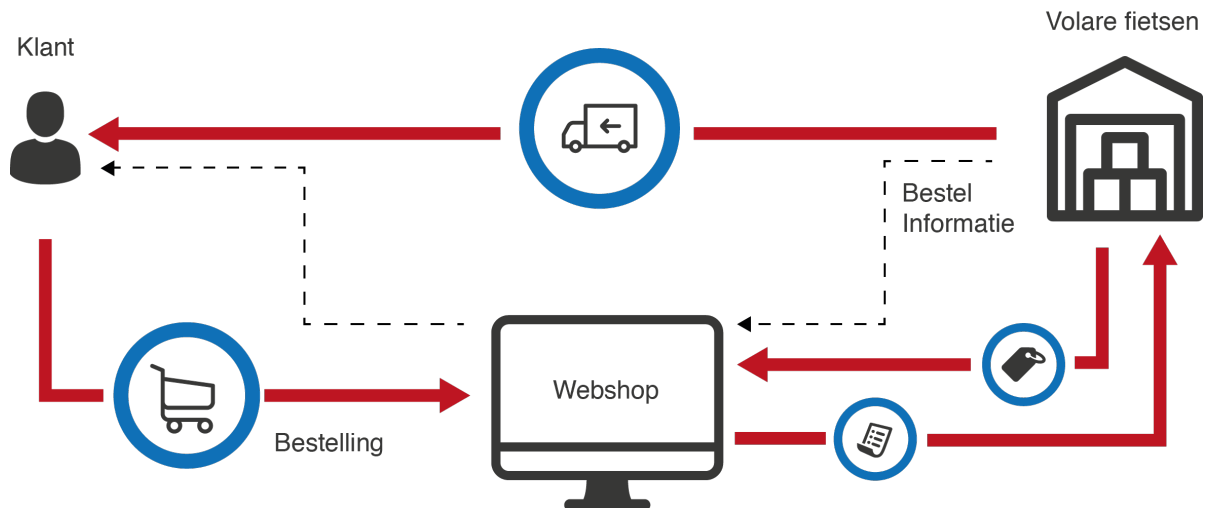 Volare fietsen
Klant
Bestel
Informatie
Webshop
Bestelling